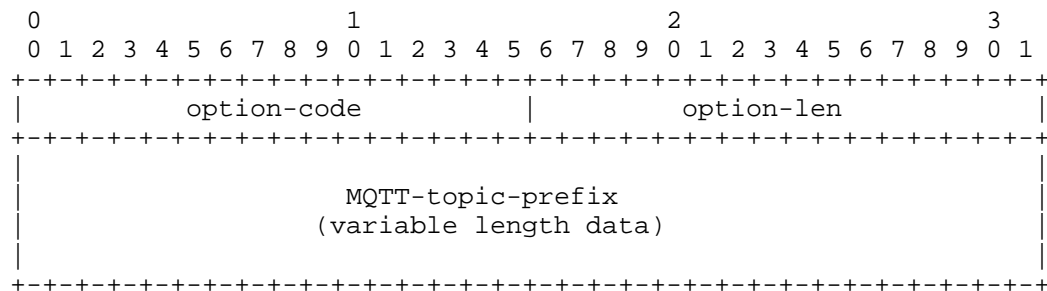 0                   1                   2                   3
 0 1 2 3 4 5 6 7 8 9 0 1 2 3 4 5 6 7 8 9 0 1 2 3 4 5 6 7 8 9 0 1
+-+-+-+-+-+-+-+-+-+-+-+-+-+-+-+-+-+-+-+-+-+-+-+-+-+-+-+-+-+-+-+-+
|          option-code          |         option-len            |
+-+-+-+-+-+-+-+-+-+-+-+-+-+-+-+-+-+-+-+-+-+-+-+-+-+-+-+-+-+-+-+-+
|                                                               |
|                    MQTT-topic-prefix                          |
|                  (variable length data)                       |
|                                                               |
+-+-+-+-+-+-+-+-+-+-+-+-+-+-+-+-+-+-+-+-+-+-+-+-+-+-+-+-+-+-+-+-+